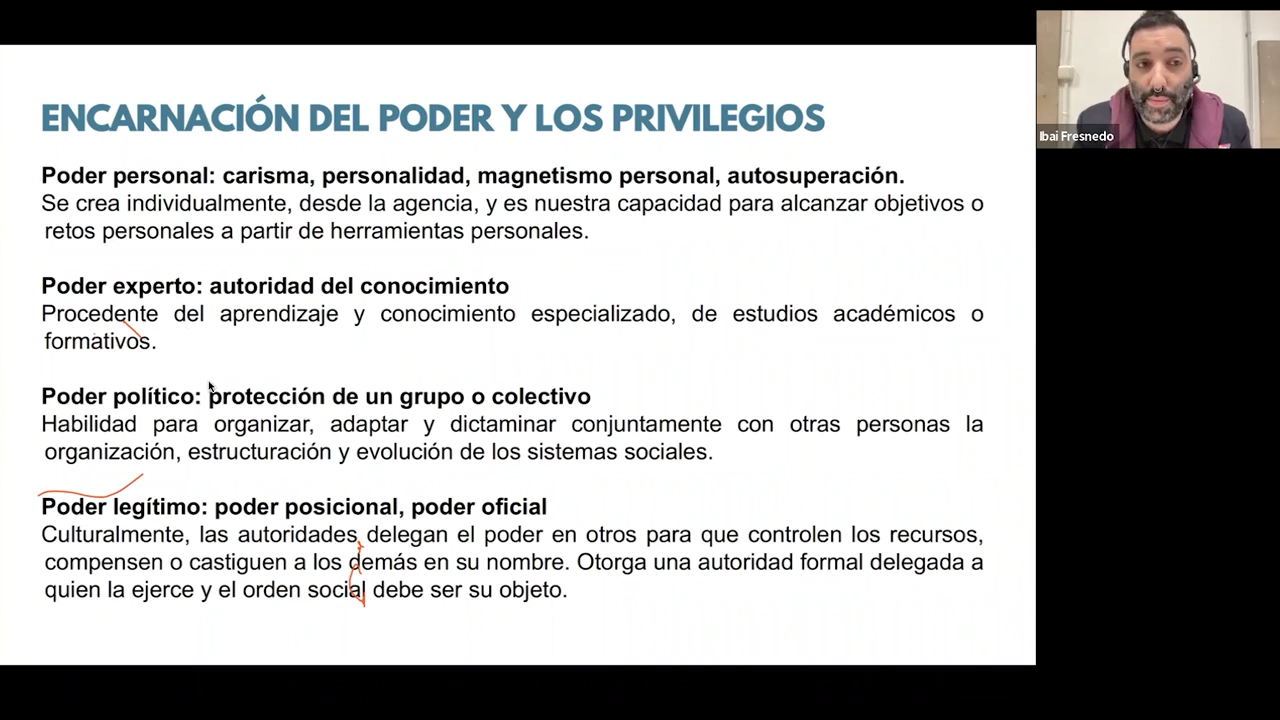 ENCARNACIÓN DEL PODER Y LOS PRIVILEGIOS
Poder personal: carisma, personalidad, magnetismo personal, autosuperación.
Se crea individualmente, desde la agencia, y es nuestra capacidad para alcanzar objetivos o
retos personales a partir de herramientas personales.
Poder experto: autoridad del conocimiento
Procedente del aprendizaje y conocimiento especializado, de estudios académicos o
formativos.
Poder político: protección de un grupo o colectivo
Habilidad para organizar, adaptar y dictaminar conjuntamente con otras personas la
organización, estructuración y evolución de los sistemas sociales.
Poder legítimo: poder posicional, poder oficial
Culturalmente, las autoridades delegan el poder en otros para que controlen los recursos,
compensen o castiguen a los demás en su nombre. Otorga una autoridad formal delegada a
quien la ejerce y el orden social debe ser su objeto.
Ibai Fresnedo